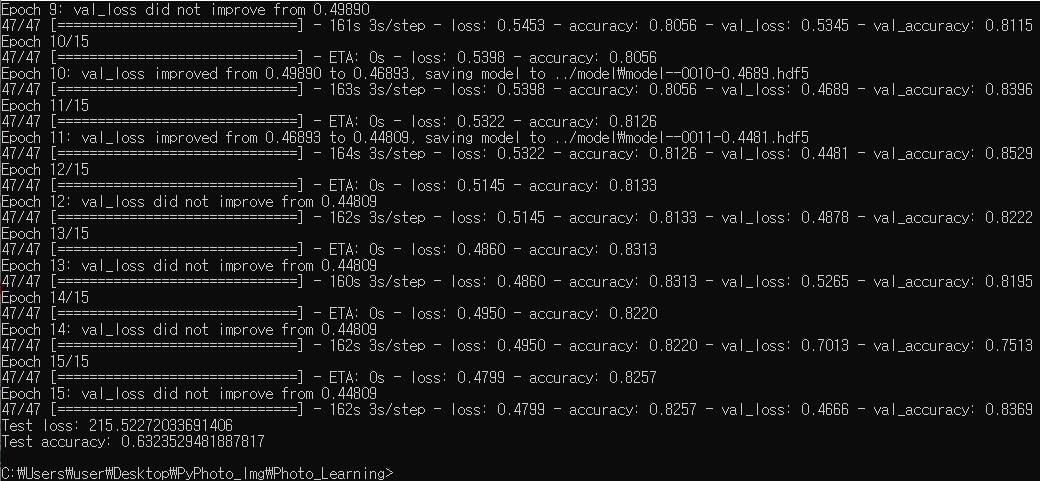 Epoch 9: val_loss did not improve from 0.49890
47/47 [==============================] - 161s 3s/step - loss: 0.5453 - accuracy: 0.8056 - val_loss: 0.5345 - val_accuracy: 0.8115
Epoch 10/15
47/47 [==============================] - ETA: 0s - loss: 0.5398 - accuracy: 0.8056
Epoch 10: val_loss improved from 0.49890 to 0.46893, saving model to ../model₩model--0010-0.4689.hdf5
47/47 [==============================] - 163s 3s/step - loss: 0.5398 - accuracy: 0.8056 - val_loss: 0.4689 - val_accuracy: 0.8396
Epoch 11/15
47/47 [==============================] - ETA: 0s - loss: 0.5322 - accuracy: 0.8126
Epoch 11: val_loss improved from 0.46893 to 0.44809, saving model to ../model₩model--0011-0.4481.hdf5
47/47 [==============================] - 164s 3s/step - loss: 0.5322 - accuracy: 0.8126 - val_loss: 0.4481 - val_accuracy: 0.8529
Epoch 12/15
47/47 [==============================] - ETA: 0s - loss: 0.5145 - accuracy: 0.8133
Epoch 12: val_loss did not improve from 0.44809
47/47 [==============================] - 162s 3s/step - loss: 0.5145 - accuracy: 0.8133 - val_loss: 0.4878 - val_accuracy: 0.8222
Epoch 13/15
47/47 [==============================] - ETA: 0s - loss: 0.4860 - accuracy: 0.8313
Epoch 13: val_loss did not improve from 0.44809
47/47 [==============================] - 160s 3s/step - loss: 0.4860 - accuracy: 0.8313 - val_loss: 0.5265 - val_accuracy: 0.8195
Epoch 14/15
47/47 [==============================] - ETA: 0s - loss: 0.4950 - accuracy: 0.8220
Epoch 14: val_loss did not improve from 0.44809
47/47 [==============================] - 162s 3s/step - loss: 0.4950 - accuracy: 0.8220 - val_loss: 0.7013 - val_accuracy: 0.7513
Epoch 15/15
47/47 [==============================] - ETA: 0s - loss: 0.4799 - accuracy: 0.8257
Epoch 15: val_loss did not improve from 0.44809
47/47 [==============================] - 162s 3s/step - loss: 0.4799 - accuracy: 0.8257 - val_loss: 0.4666 - val_accuracy: 0.8369
Test loss: 215.52272033691406
Test accuracy: 0.6323529481887817
C:₩Users₩user₩Desktop₩PyPhoto_Img₩Photo_Learning>